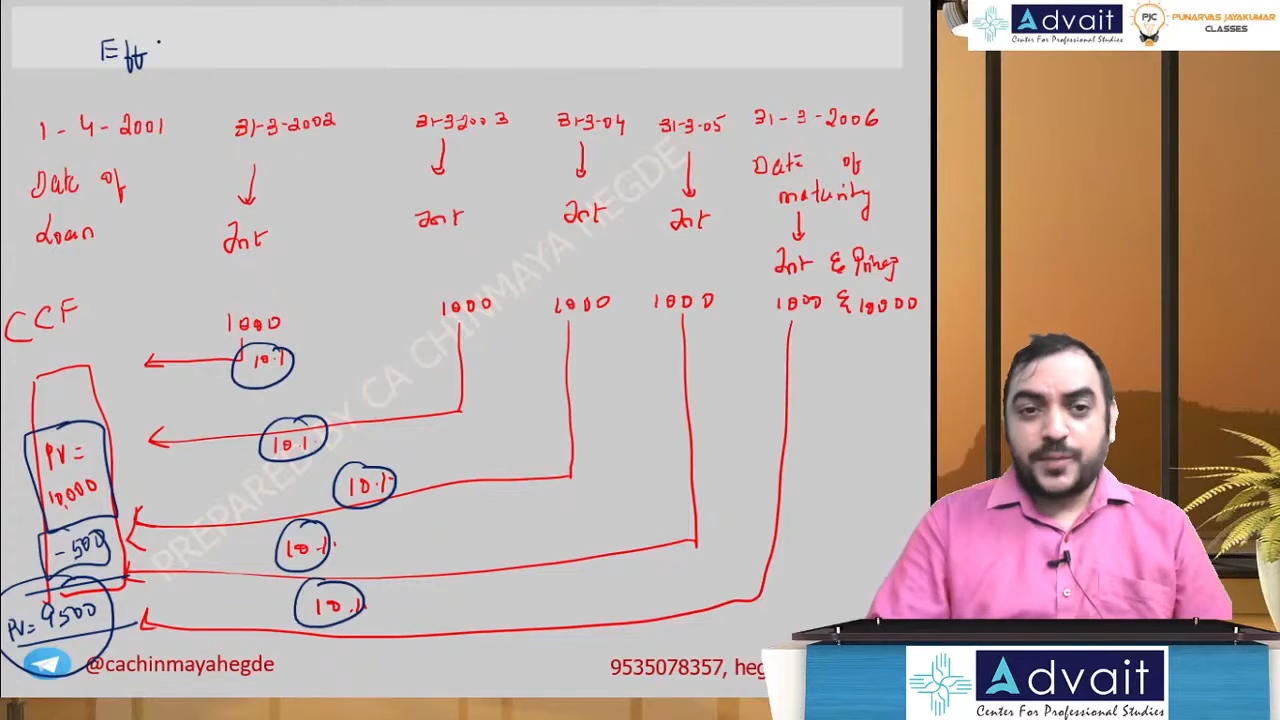 Eff
1-4-2001 31-3-2002 31-3-2003 31-3-04 31-3-05 31-3-2006
Date of Loan
Int
Int
Int
Int
Date of maturity
Int & Princ
CCF
1000 1000 1000 1000 1000 & 10000
10%
10%
10%
10%
10%
PV = 10,000
-500
PV = 9500
PREPARED BY CA CHINMAYA HEGDE
@cachinmayahegde
9535078357, heg
Advait
Center For Professional Studies
PJC
PUNARVAS JAYAKUMAR
CLASSES
Advait
Center For Professional Studies